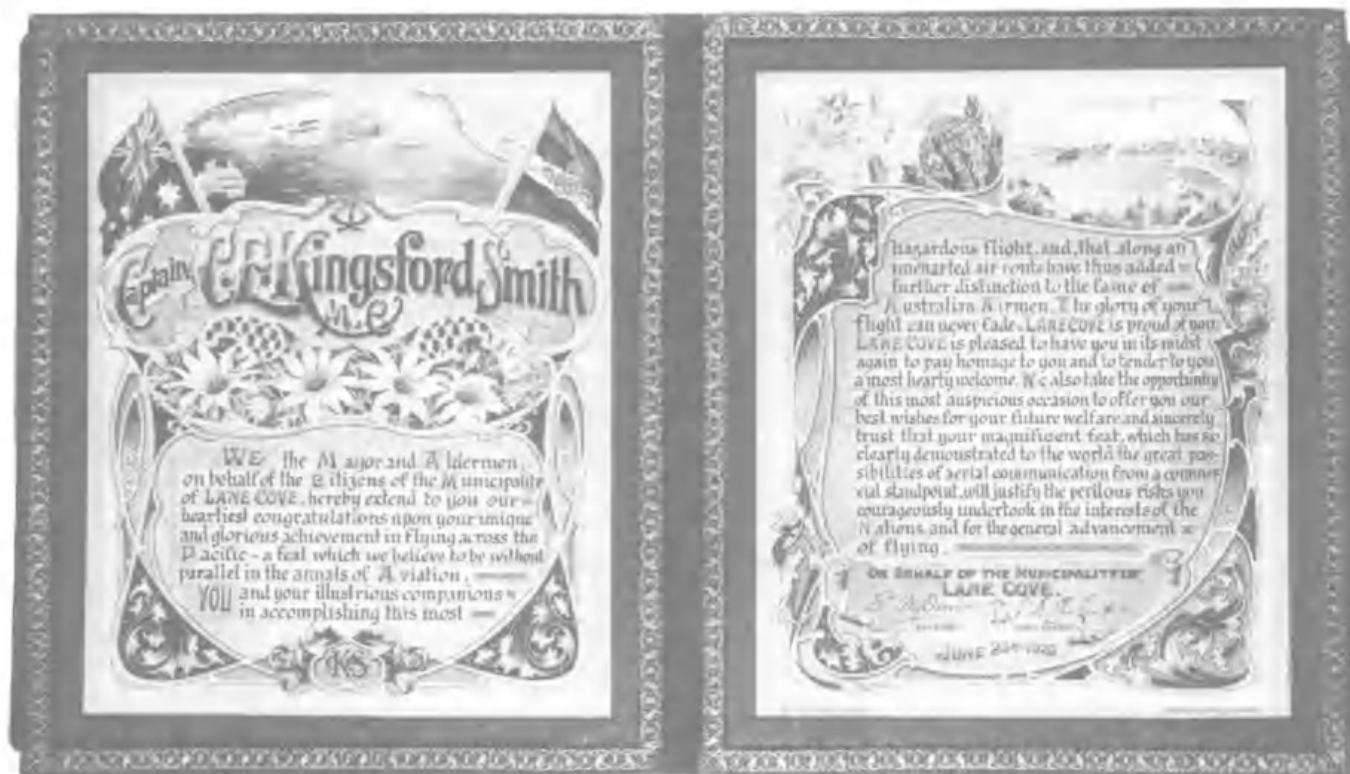 Captain C.E. Kingsford Smith
M.C
WE the Mayor and Aldermen,
on behalf of the Citizens of the Municipality
of LANE COVE, hereby extend to you our
heartiest congratulations upon your unique
and glorious achievement in flying across the
Pacific - a feat which we believe to be without
parallel in the annals of Aviation.
YOU and your illustrious companions
in accomplishing this most
KS
hazardous flight, and, that along an
uncharted air route have thus added
further distinction to the fame of
Australian Airmen. The glory of your
flight can never fade. LANE COVE is proud of you.
LANE COVE is pleased to have you in its midst
again to pay homage to you and to tender to you
a most hearty welcome. We also take the opportunity
of this most auspicious occasion to offer you our
best wishes for your future welfare and sincerely
trust that your magnificent feat, which has so
clearly demonstrated to the world the great pos-
sibilities of aerial communication from a commer-
cial standpoint, will justify the perilous risks you
courageously undertook in the interests of the
Nations, and for the general advancement
of flying.
ON BEHALF OF THE MUNICIPALITY OF
LANE COVE.
JUNE